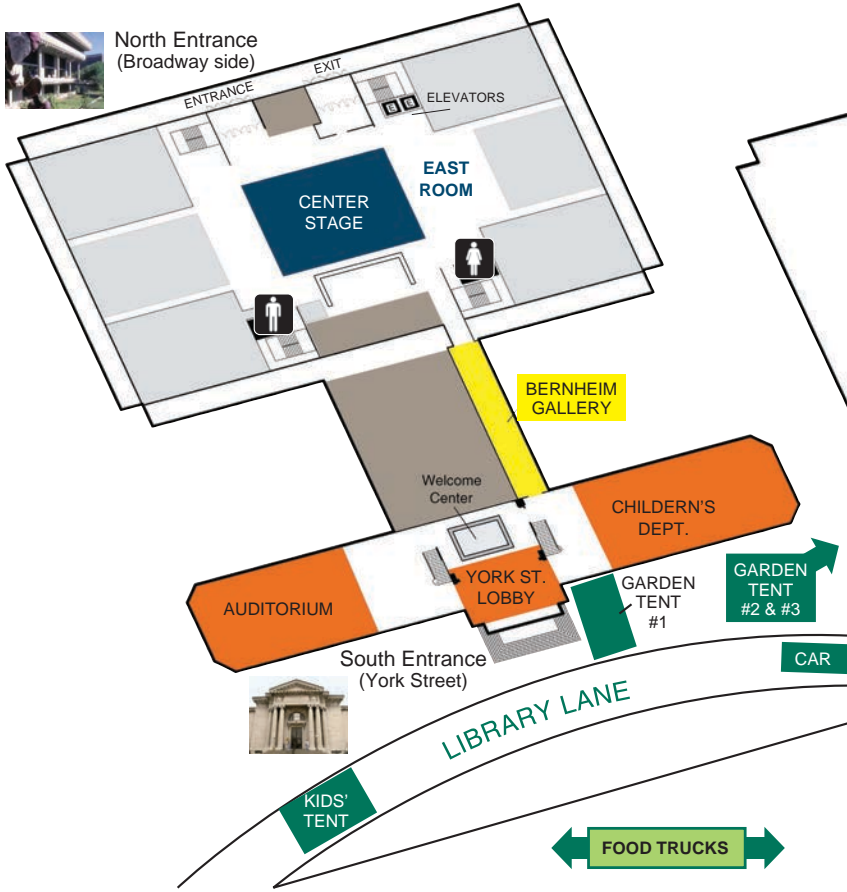 North Entrance
(Broadway side)
ENTRANCE
EXIT
E E
ELEVATORS
EAST
ROOM
CENTER
STAGE
BERNHEIM
GALLERY
Welcome
Center
CHILDERN'S
DEPT.
YORK ST.
LOBBY
AUDITORIUM
GARDEN
TENT
#1
GARDEN
TENT
#2 & #3
CAR
South Entrance
(York Street)
LIBRARY LANE
KIDS'
TENT
FOOD TRUCKS